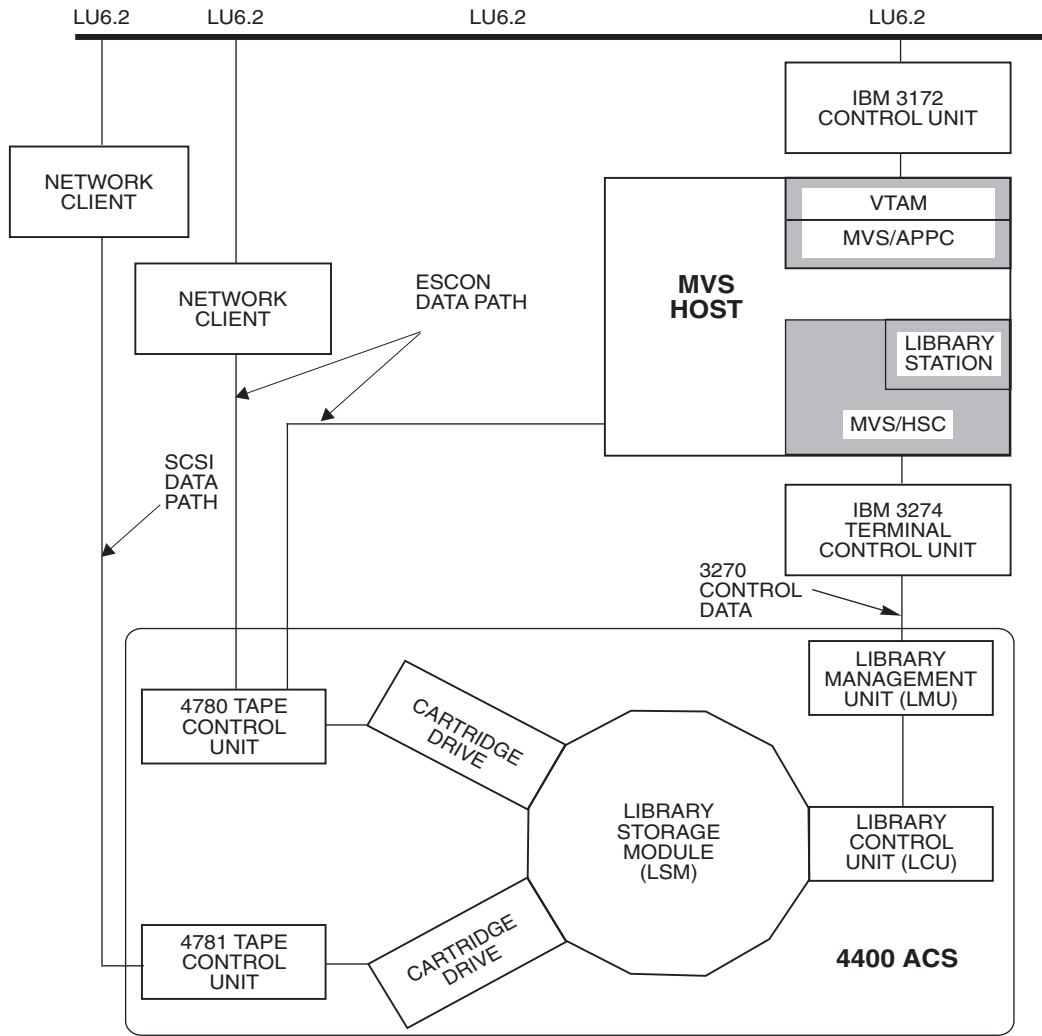 LU6.2
LU6.2
LU6.2
LU6.2
IBM 3172
CONTROL UNIT
NETWORK
CLIENT
VTAM
MVS/APPC
MVS
HOST
NETWORK
CLIENT
ESCON
DATA PATH
LIBRARY
STATION
MVS/HSC
SCSI
DATA
PATH
IBM 3274
TERMINAL
CONTROL UNIT
3270
CONTROL
DATA
LIBRARY
MANAGEMENT
UNIT (LMU)
4780 TAPE
CONTROL
UNIT
CARTRIDGE
DRIVE
LIBRARY
STORAGE
MODULE
(LSM)
LIBRARY
CONTROL
UNIT (LCU)
4781 TAPE
CONTROL
UNIT
CARTRIDGE
DRIVE
4400 ACS